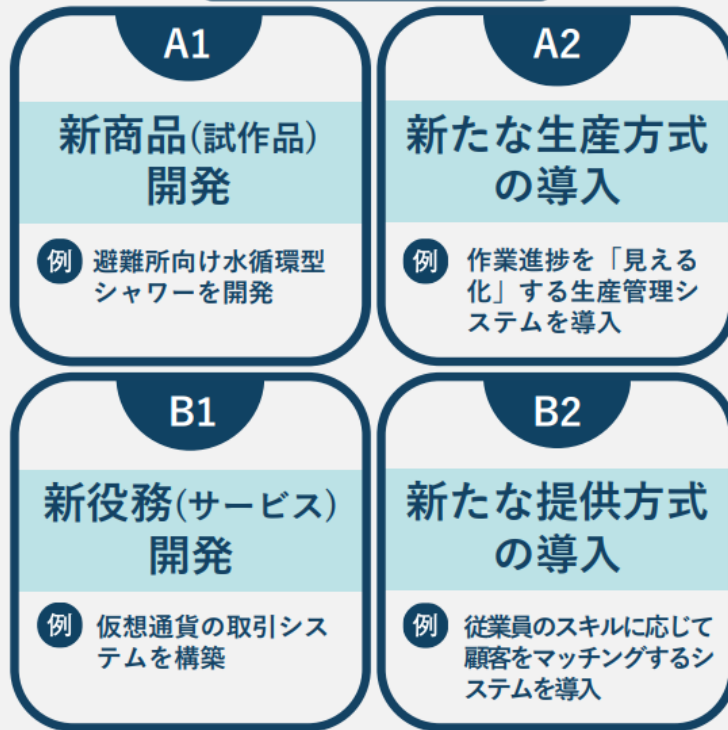 A1
新商品(試作品)
開発
例 避難所向け水循環型
シャワーを開発
A2
新たな生産方式
の導入
例 作業進捗を「見える
化」する生産管理シ
ステムを導入
B1
新役務(サービス)
開発
例 仮想通貨の取引シス
テムを構築
B2
新たな提供方式
の導入
例 従業員のスキルに応じて
顧客をマッチングするシ
ステムを導入